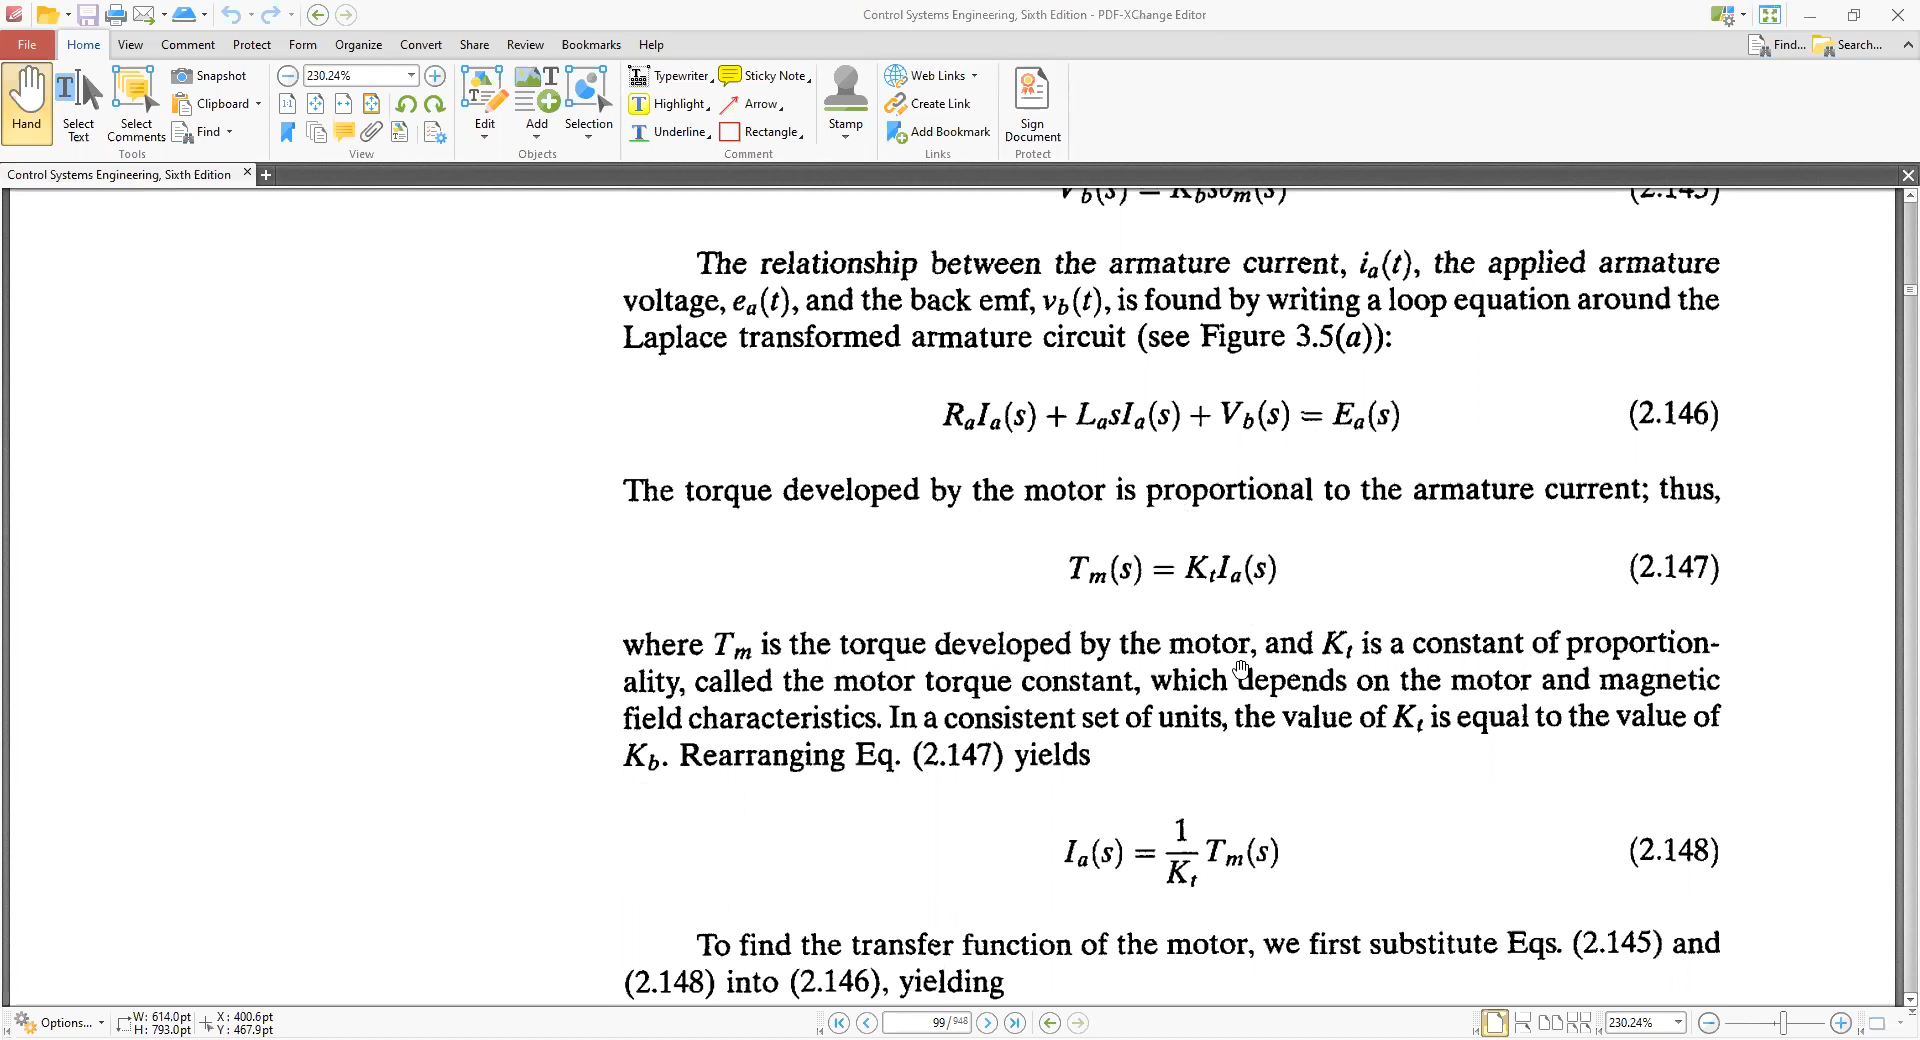 Control Systems Engineering, Sixth Edition - PDF-XChange Editor
File Home View Comment Protect Form Organize Convert Share Review Bookmarks Help Find... Search...
Hand
Select Text
Select Comments
Snapshot
Clipboard
Find
Tools
230.24%
View
Edit
Add
Selection
Objects
Typewriter
Highlight
Underline
Sticky Note
Arrow
Rectangle
Stamp
Comment
Web Links
Create Link
Add Bookmark
Links
Sign Document
Protect
Control Systems Engineering, Sixth Edition
V_b(s) = K_b sθ_m(s) (2.145)
The relationship between the armature current, i_a(t), the applied armature
voltage, e_a(t), and the back emf, v_b(t), is found by writing a loop equation around the
Laplace transformed armature circuit (see Figure 3.5(a)):
R_aI_a(s) + L_asI_a(s) + V_b(s) = E_a(s) (2.146)
The torque developed by the motor is proportional to the armature current; thus,
T_m(s) = K_tI_a(s) (2.147)
where T_m is the torque developed by the motor, and K_t is a constant of proportion-
ality, called the motor torque constant, which depends on the motor and magnetic
field characteristics. In a consistent set of units, the value of K_t is equal to the value of
K_b. Rearranging Eq. (2.147) yields
I_a(s) = 1/K_t T_m(s) (2.148)
To find the transfer function of the motor, we first substitute Eqs. (2.145) and
(2.148) into (2.146), yielding
Options...
W: 614.0pt
H: 793.0pt
X: 400.6pt
Y: 467.9pt
99/948
230.24%